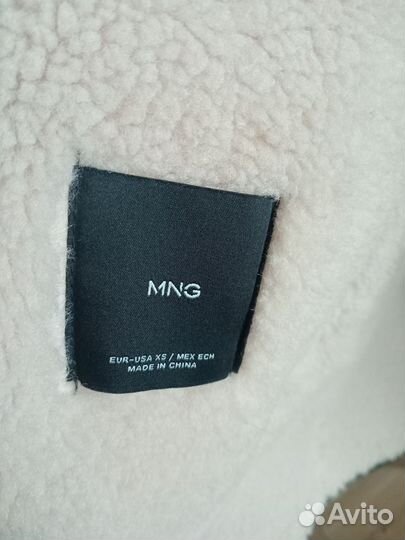 MNG
EUR-USA XS / MEX ECH
MADE IN CHINA
Avito